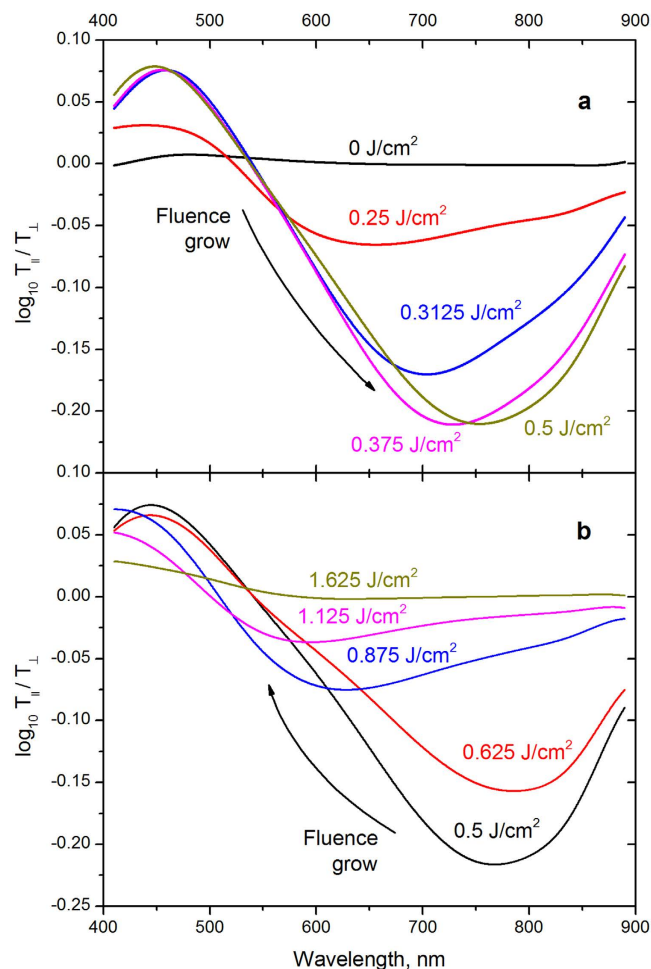 400 500 600 700 800 900
0.10
a
0.05
0 J/cm²
0.00
0.25 J/cm²
-0.05
Fluence
grow
log₁₀ T∥/ T⊥
-0.10
0.3125 J/cm²
-0.15
-0.20
0.375 J/cm²
0.5 J/cm²
0.10
b
0.05
1.625 J/cm²
0.00
1.125 J/cm²
0.875 J/cm²
-0.05
log₁₀ T∥/ T⊥
-0.10
0.625 J/cm²
-0.15
Fluence
grow
0.5 J/cm²
-0.20
-0.25
400 500 600 700 800 900
Wavelength, nm